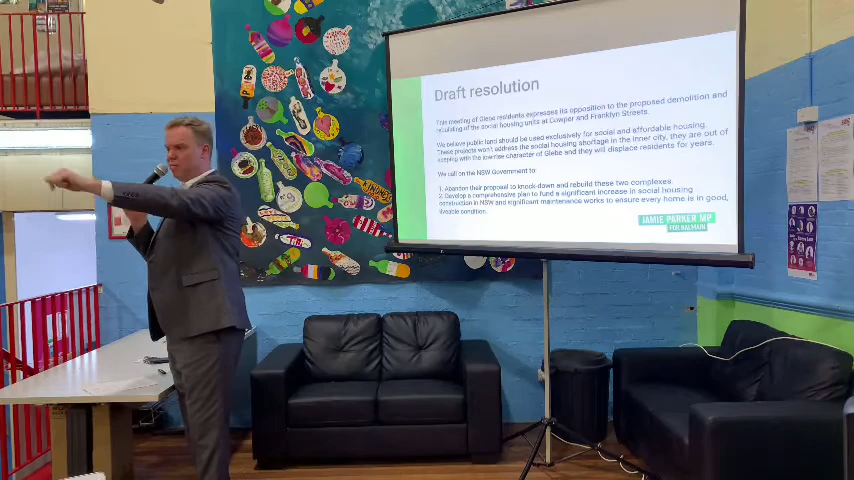 Draft resolution
This meeting of Glebe residents expresses its opposition to the proposed demolition and
rebuilding of the social housing units at Cowper and Franklyn Streets.
We believe public land should be used exclusively for social and affordable housing.
These projects won't address the social housing shortage in the inner city, they are out of
keeping with the lowrise character of Glebe and they will displace residents for years.
We call on the NSW Government to:
1. Abandon their proposal to knock-down and rebuild these two complexes.
2. Develop a comprehensive plan to fund a significant increase in social housing
construction in NSW and significant maintenance works to ensure every home is in good,
liveable condition.
JAMIE PARKER MP
FOR BALMAIN